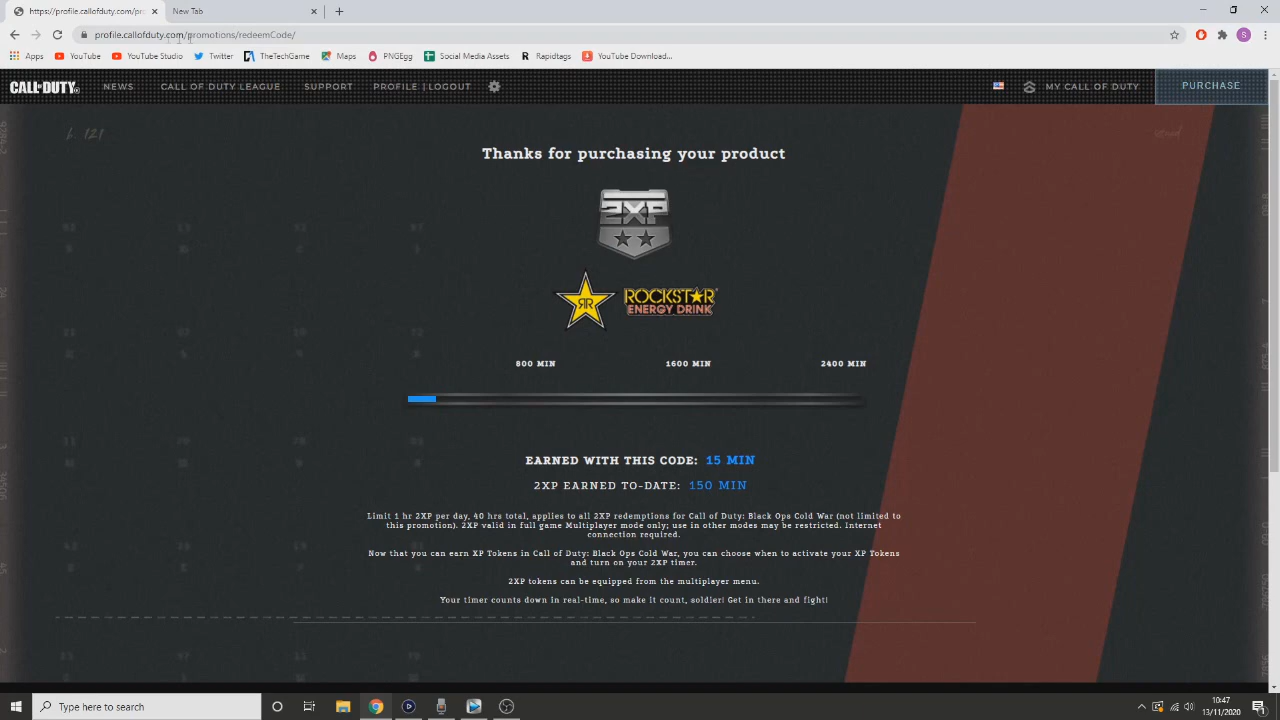 profile.callofduty.com/pro
New Tab
profile.callofduty.com/promotions/redeemCode/
S
Apps
YouTube
YouTube Studio
Twitter
TheTechGame
Maps
PNGEgg
Social Media Assets
Rapidtags
YouTube Download...
CALL OF DUTY
NEWS
CALL OF DUTY LEAGUE
SUPPORT
PROFILE | LOGOUT
MY CALL OF DUTY
PURCHASE
Thanks for purchasing your product
2XP
RR
ROCKSTAR
ENERGY DRINK
800 MIN
1600 MIN
2400 MIN
EARNED WITH THIS CODE: 15 MIN
2XP EARNED TO-DATE: 150 MIN
Limit 1 hr 2XP per day, 40 hrs total, applies to all 2XP redemptions for Call of Duty: Black Ops Cold War (not limited to
this promotion). 2XP valid in full game Multiplayer mode only; use in other modes may be restricted. Internet
connection required.
Now that you can earn XP Tokens in Call of Duty: Black Ops Cold War, you can choose when to activate your XP Tokens
and turn on your 2XP timer.
2XP tokens can be equipped from the multiplayer menu.
Your timer counts down in real-time, so make it count, soldier! Get in there and fight!
Type here to search
10:47
13/11/2020